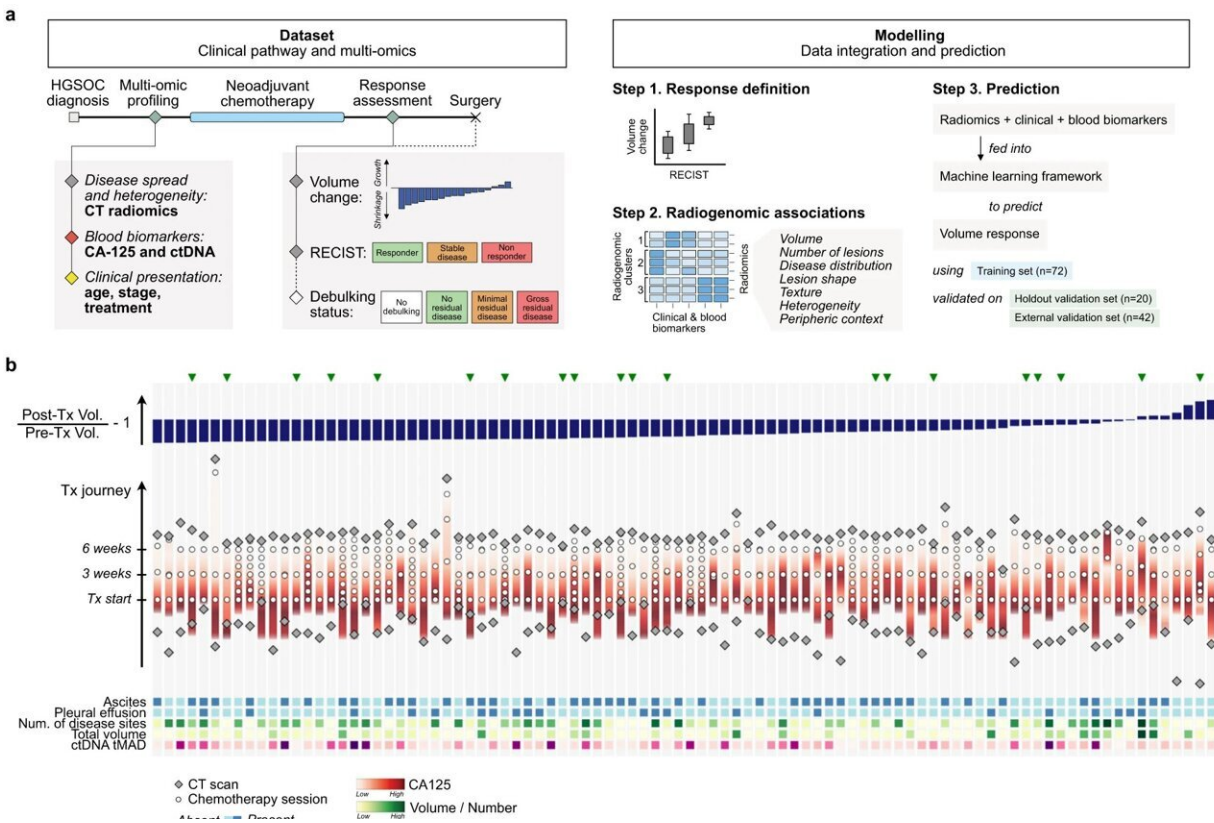 a
Dataset
Clinical pathway and multi-omics
HGSOC diagnosis
Multi-omic profiling
Neoadjuvant chemotherapy
Response assessment
Surgery
Disease spread
and heterogeneity:
CT radiomics
Blood biomarkers:
CA-125 and ctDNA
Clinical presentation:
age, stage,
treatment
Volume
change:
Shrinkage Growth
RECIST:
Responder
Stable disease
Non responder
Debulking
status:
No debulking
No residual disease
Minimal residual disease
Gross residual disease
Modelling
Data integration and prediction
Step 1. Response definition
Volume change
RECIST
Step 2. Radiogenomic associations
Radiogenomic clusters
1
2
3
Radiomics
Clinical & blood
biomarkers
Volume
Number of lesions
Disease distribution
Lesion shape
Texture
Heterogeneity
Peripheric context
Step 3. Prediction
Radiomics + clinical + blood biomarkers
fed into
Machine learning framework
to predict
Volume response
using Training set (n=72)
validated on Holdout validation set (n=20)
External validation set (n=42)
b
Post-Tx Vol.
Pre-Tx Vol.
- 1
Tx journey
6 weeks
3 weeks
Tx start
Ascites
Pleural effusion
Num. of disease sites
Total volume
ctDNA tMAD
CT scan
Chemotherapy session
Absent Present
CA125
Low High
Volume / Number
Low High